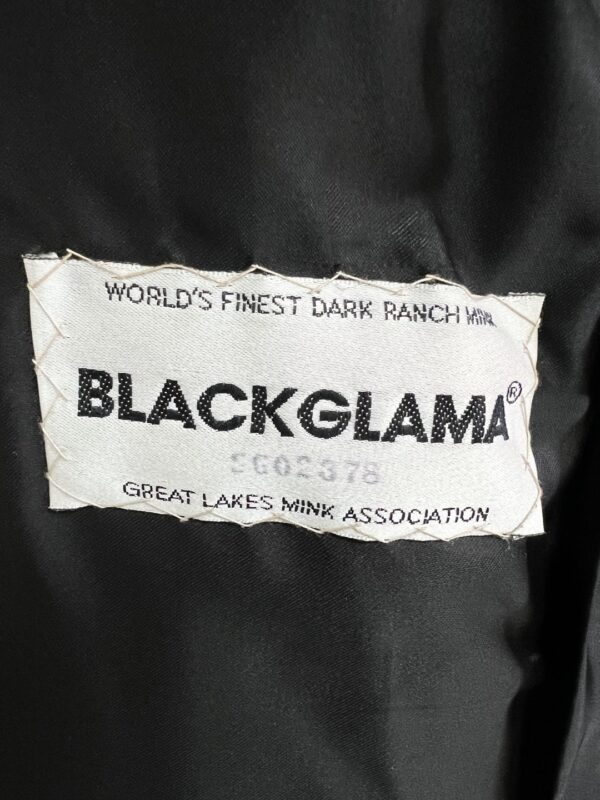 WORLD'S FINEST DARK RANCH MINK
BLACKGLAMA®
GREAT LAKES MINK ASSOCIATION